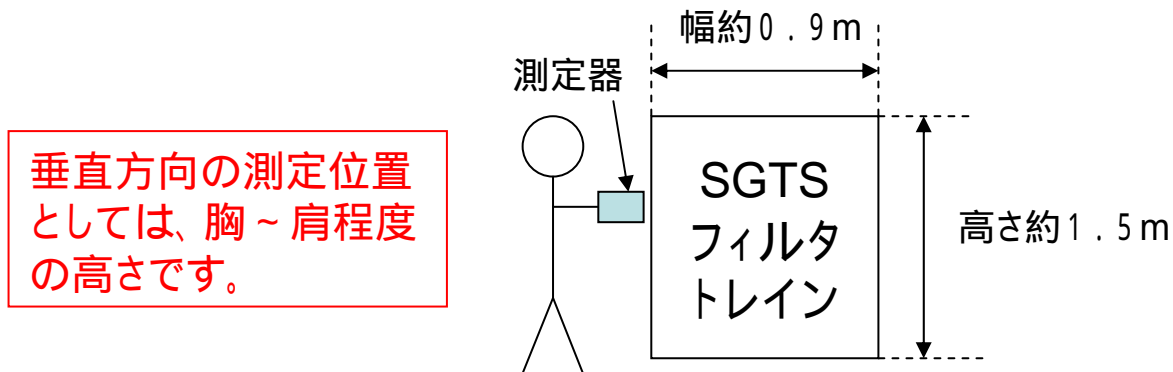 幅約０．９ｍ
測定器
垂直方向の測定位置
としては、胸～肩程度
の高さです。
SGTS
フィルタ
トレイン
高さ約１．５ｍ